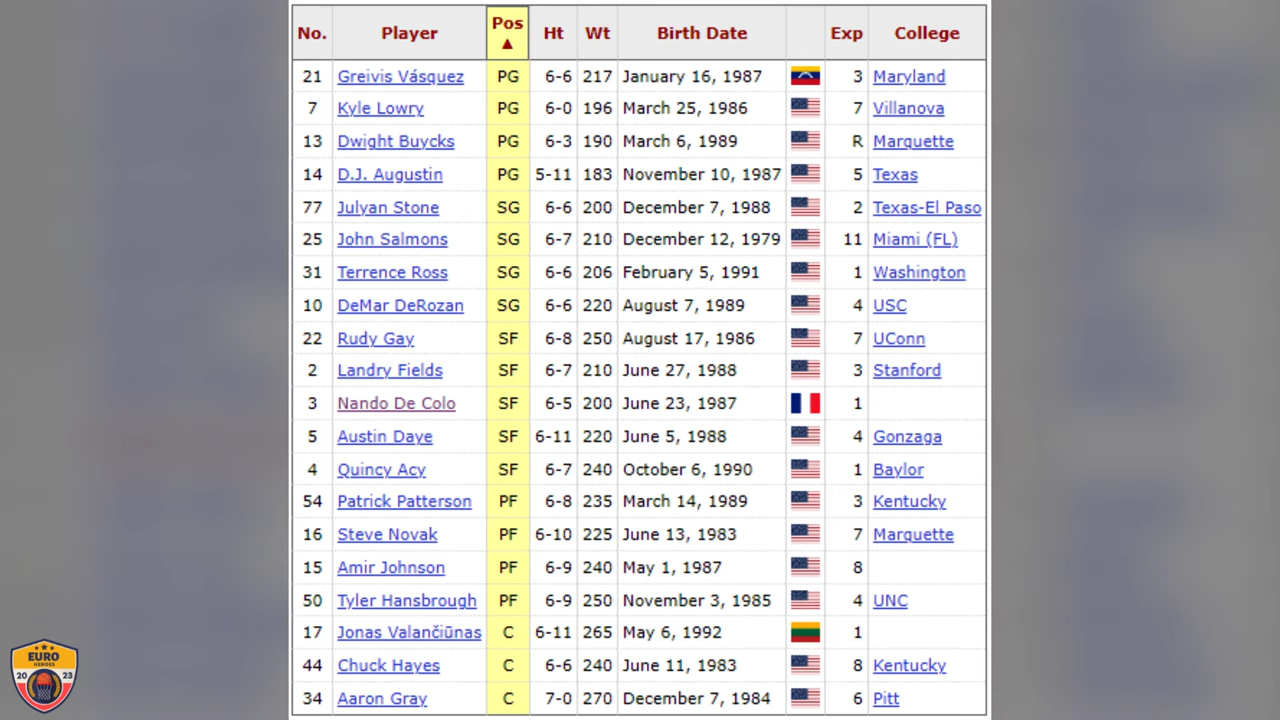 No. Player Pos ▲ Ht Wt Birth Date Exp College
21 Greivis Vásquez PG 6-6 217 January 16, 1987 3 Maryland
7 Kyle Lowry PG 6-0 196 March 25, 1986 7 Villanova
13 Dwight Buycks PG 6-3 190 March 6, 1989 R Marquette
14 D.J. Augustin PG 5-11 183 November 10, 1987 5 Texas
77 Julyan Stone SG 6-6 200 December 7, 1988 2 Texas-El Paso
25 John Salmons SG 6-7 210 December 12, 1979 11 Miami (FL)
31 Terrence Ross SG 6-6 206 February 5, 1991 1 Washington
10 DeMar DeRozan SG 6-6 220 August 7, 1989 4 USC
22 Rudy Gay SF 6-8 250 August 17, 1986 7 UConn
2 Landry Fields SF 6-7 210 June 27, 1988 3 Stanford
3 Nando De Colo SF 6-5 200 June 23, 1987 1
5 Austin Daye SF 6-11 220 June 5, 1988 4 Gonzaga
4 Quincy Acy SF 6-7 240 October 6, 1990 1 Baylor
54 Patrick Patterson PF 6-8 235 March 14, 1989 3 Kentucky
16 Steve Novak PF 6-10 225 June 13, 1983 7 Marquette
15 Amir Johnson PF 6-9 240 May 1, 1987 8
50 Tyler Hansbrough PF 6-9 250 November 3, 1985 4 UNC
17 Jonas Valančiūnas C 6-11 265 May 6, 1992 1
44 Chuck Hayes C 6-6 240 June 11, 1983 8 Kentucky
34 Aaron Gray C 7-0 270 December 7, 1984 6 Pitt
EURO
HEROES
20 23